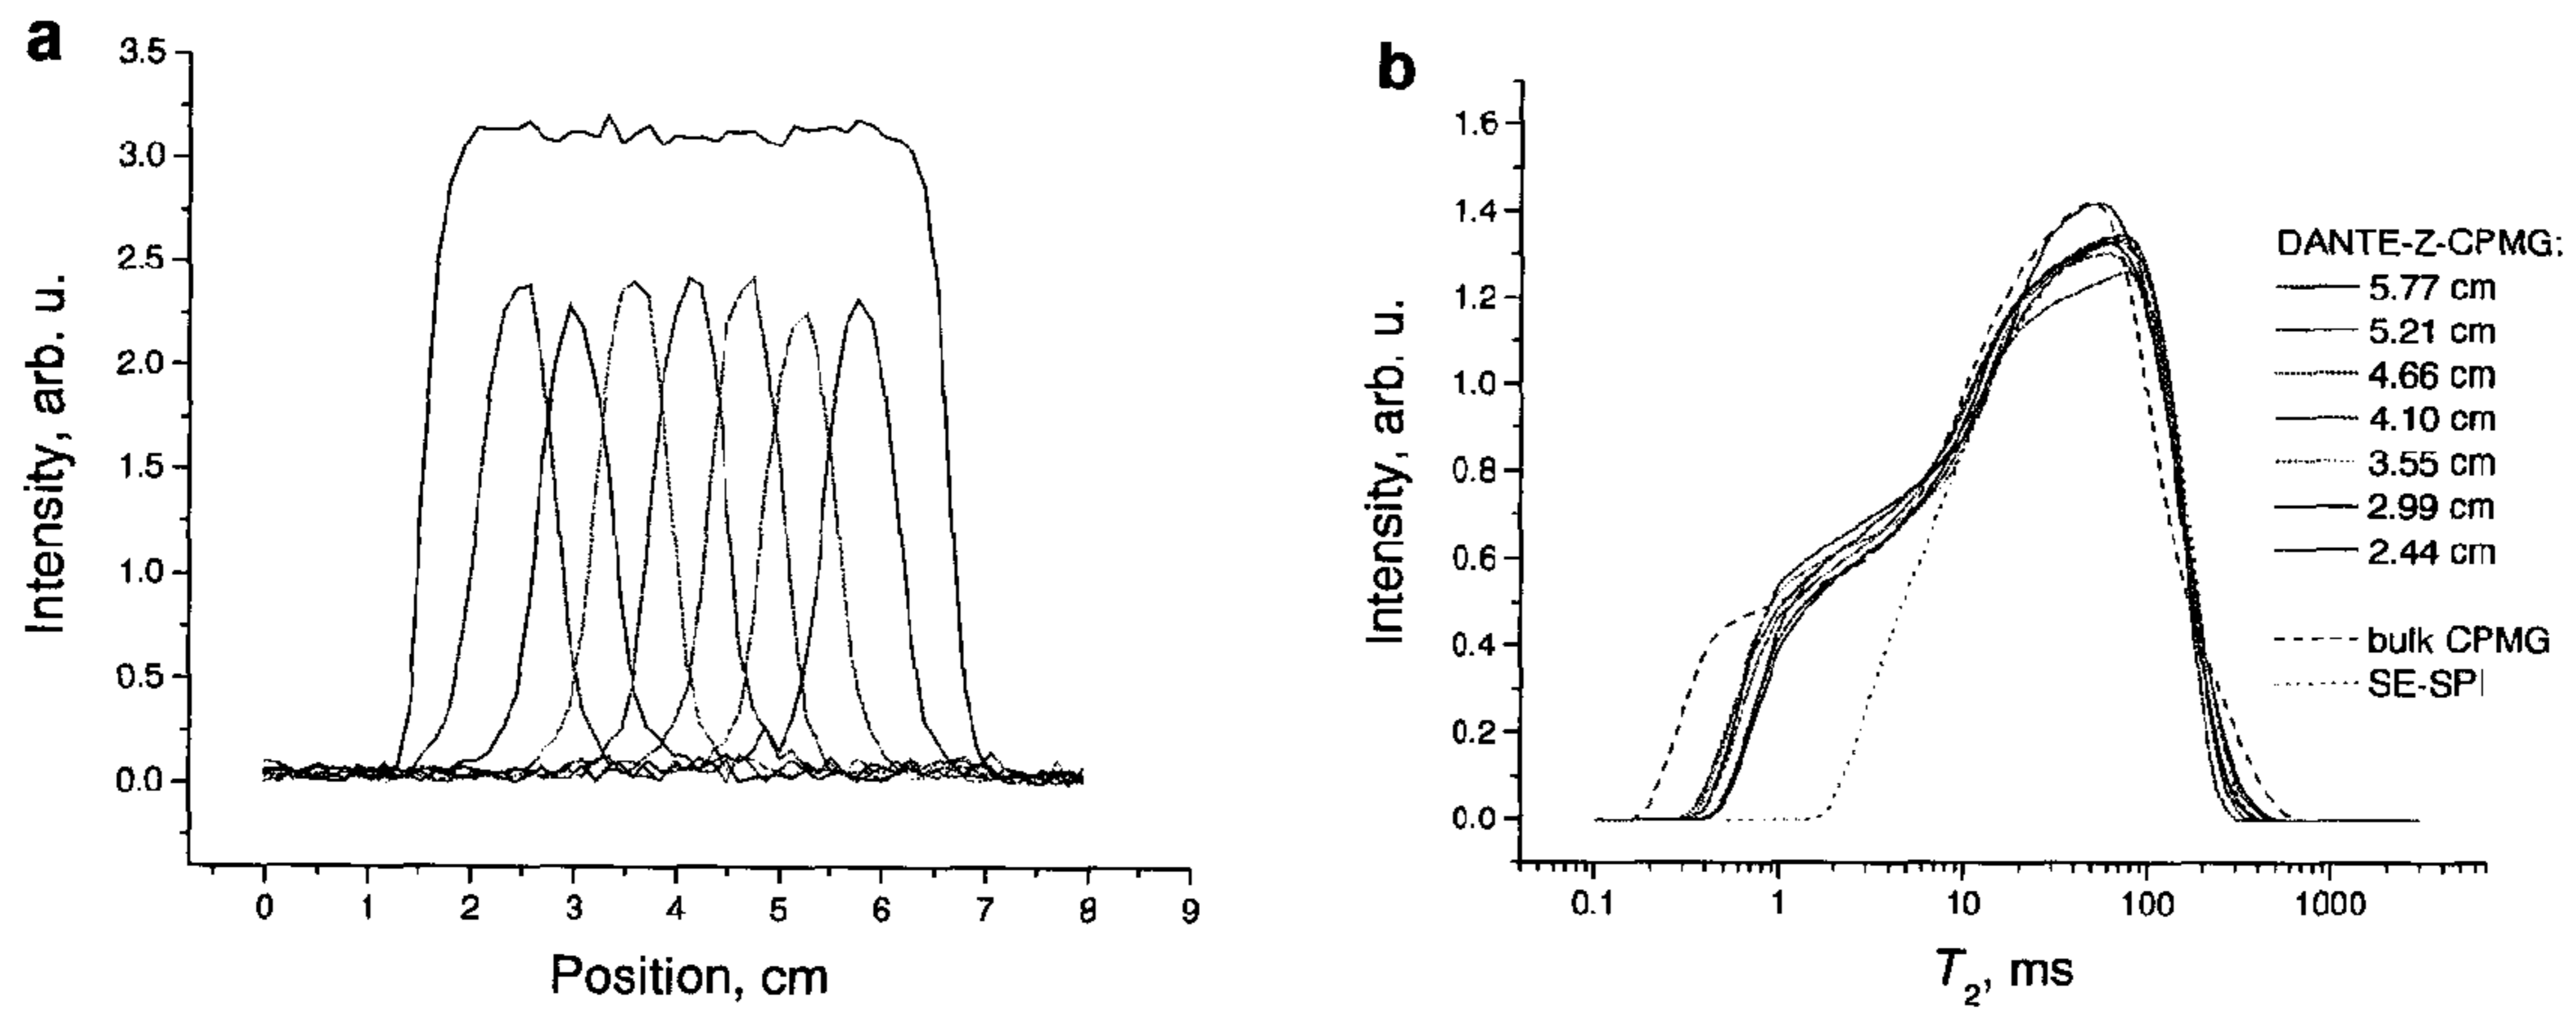 a
3.5
3.0
2.5
2.0
1.5
1.0
0.5
0.0
Intensity, arb. u.
0 1 2 3 4 5 6 7 8 9
Position, cm
b
1.6
1.4
1.2
1.0
0.8
0.6
0.4
0.2
0.0
Intensity, arb. u.
0.1 1 10 100 1000
T2, ms
DANTE-Z-CPMG:
5.77 cm
5.21 cm
4.66 cm
4.10 cm
3.55 cm
2.99 cm
2.44 cm
bulk CPMG
SE-SPI